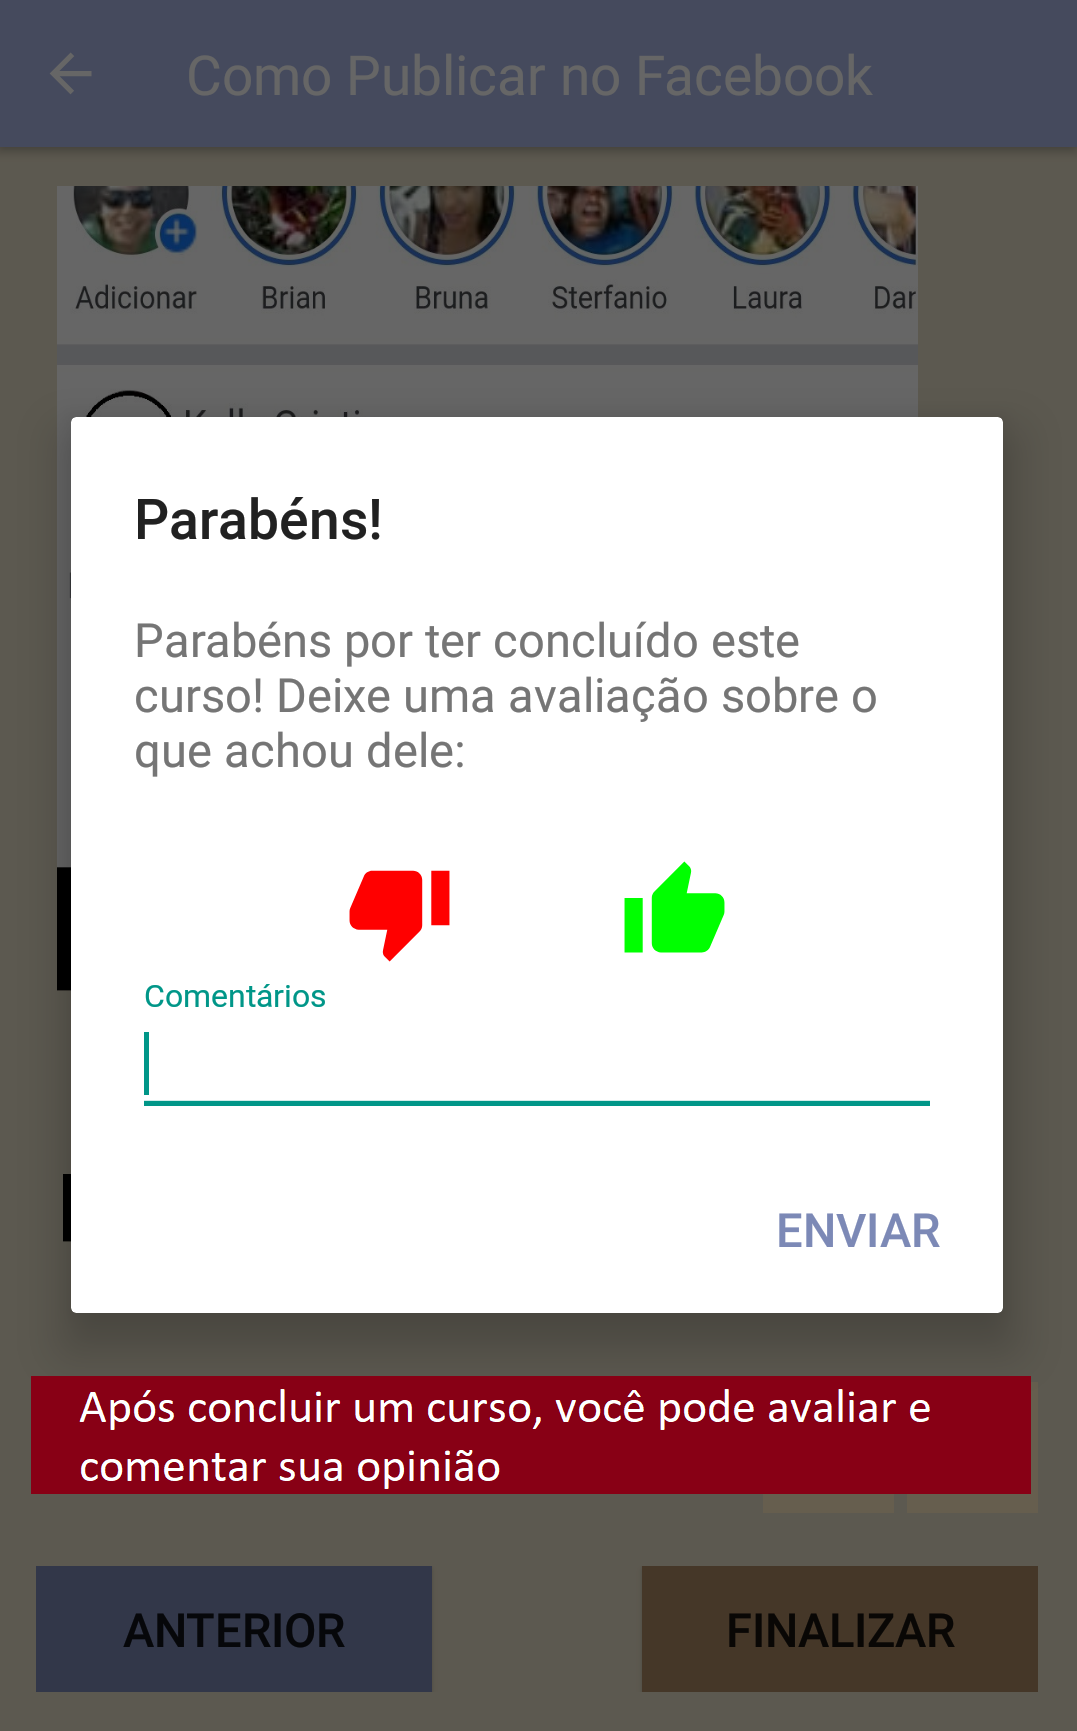 Como Publicar no Facebook
Adicionar Brian Bruna Sterfanio Laura
Parabéns!
Parabéns por ter concluído este
curso! Deixe uma avaliação sobre o
que achou dele:
Comentários
ENVIAR
Após concluir um curso, você pode avaliar e
comentar sua opinião
ANTERIOR FINALIZAR